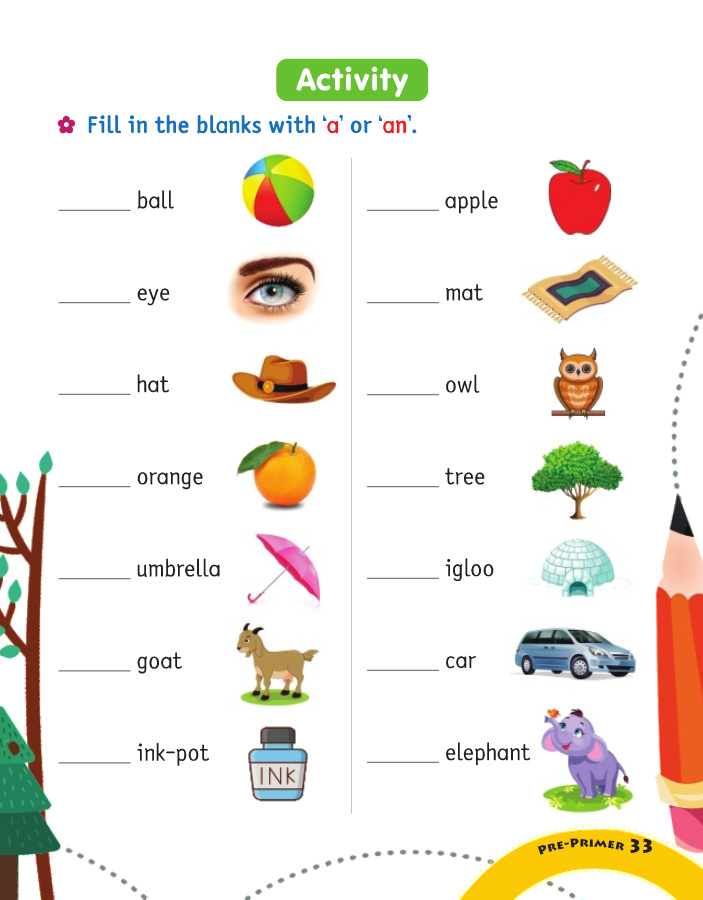 Activity
Fill in the blanks with ‘a’ or ‘an’.
_______ ball
_______ eye
_______ hat
_______ orange
_______ umbrella
_______ goat
_______ ink-pot
INK
_______ apple
_______ mat
_______ owl
_______ tree
_______ igloo
_______ car
_______ elephant
PRE-PRIMER 33